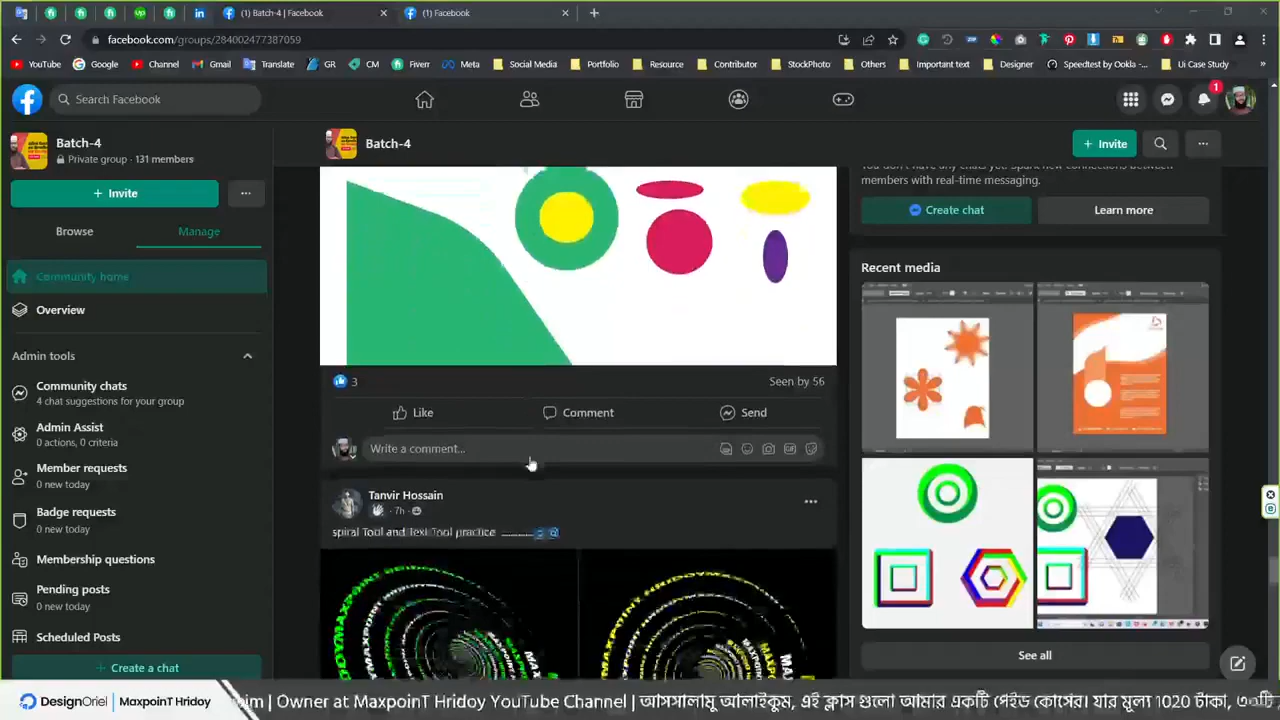 (1) Batch-4 | Facebook
(1) Facebook
facebook.com/groups/284002477387059
YouTube
Google
Channel
Gmail
Translate
GR
CM
Fiverr
Meta
Social Media
Portfolio
Resource
Contributor
StockPhoto
Others
Important text
Designer
Speedtest by Ookla -...
Ui Case Study
Search Facebook
1
Batch-4
Private group · 131 members
Batch-4
+ Invite
+ Invite
Browse
Manage
Community home
Overview
Admin tools
Community chats
4 chat suggestions for your group
Admin Assist
0 actions, 0 criteria
Member requests
0 new today
Badge requests
0 new today
Membership questions
Pending posts
0 new today
Scheduled Posts
+ Create a chat
3
Seen by 56
Like
Comment
Send
Write a comment...
Tanvir Hossain
7h
spiral Tool and Text Tool practice
members with real-time messaging.
Create chat
Learn more
Recent media
See all
DesignOriel | MaxpoinT Hridoy
im | Owner at MaxpoinT Hridoy YouTube Channel | আসসালামু আলাইকুম, এই ক্লাস গুলো আমার একটি পেইড কোর্সের। যার মূল্য 1020 টাকা,